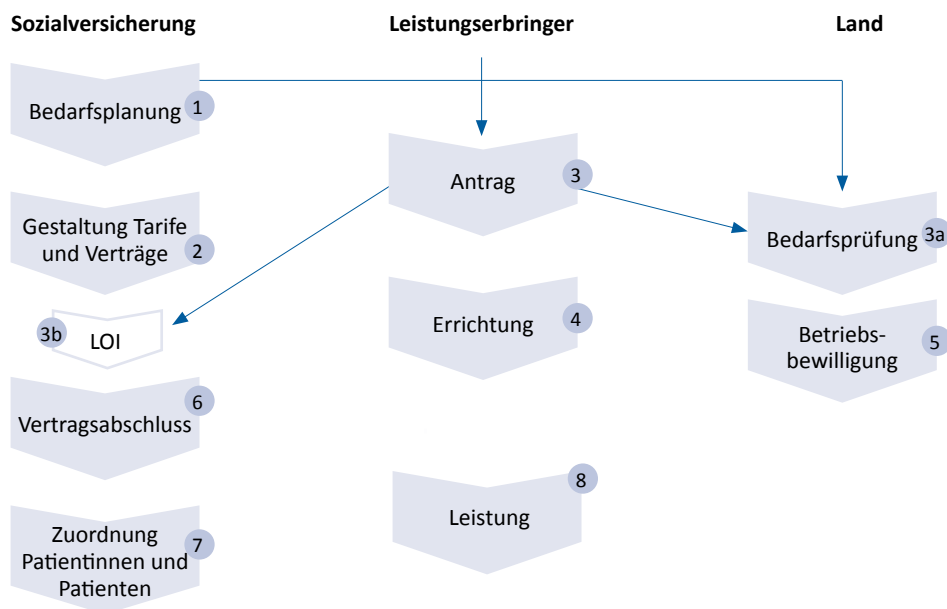 Sozialversicherung
Leistungserbringer
Land
Bedarfsplanung
1
Antrag
3
Gestaltung Tarife
und Verträge
2
Bedarfsprüfung
3a
3b
LOI
Errichtung
4
Betriebs-
bewilligung
5
6
Vertragsabschluss
8
Leistung
Zuordnung
Patientinnen und
Patienten
7